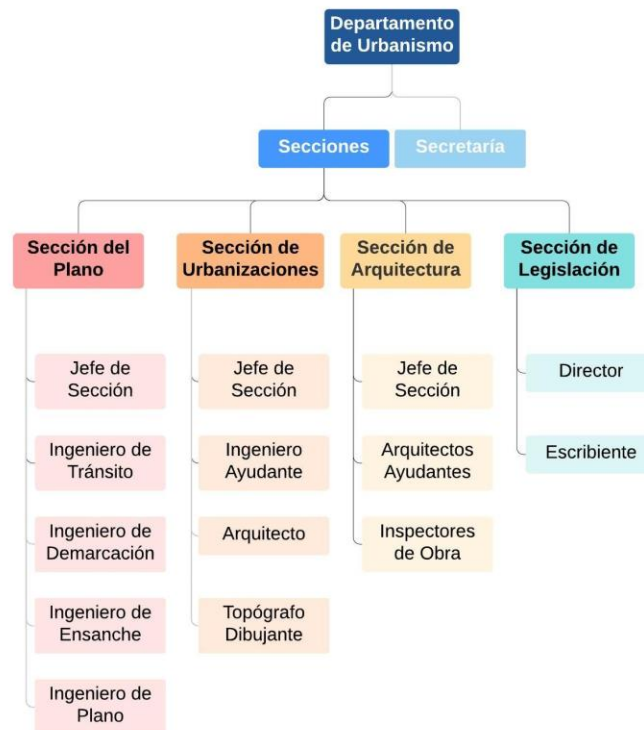 Departamento
de Urbanismo
Secciones
Secretaría
Sección del
Plano
Sección de
Urbanizaciones
Sección de
Arquitectura
Sección de
Legislación
Jefe de
Sección
Ingeniero de
Tránsito
Ingeniero de
Demarcación
Ingeniero de
Ensanche
Ingeniero de
Plano
Jefe de
Sección
Ingeniero
Ayudante
Arquitecto
Topógrafo
Dibujante
Jefe de
Sección
Arquitectos
Ayudantes
Inspectores
de Obra
Director
Escribiente